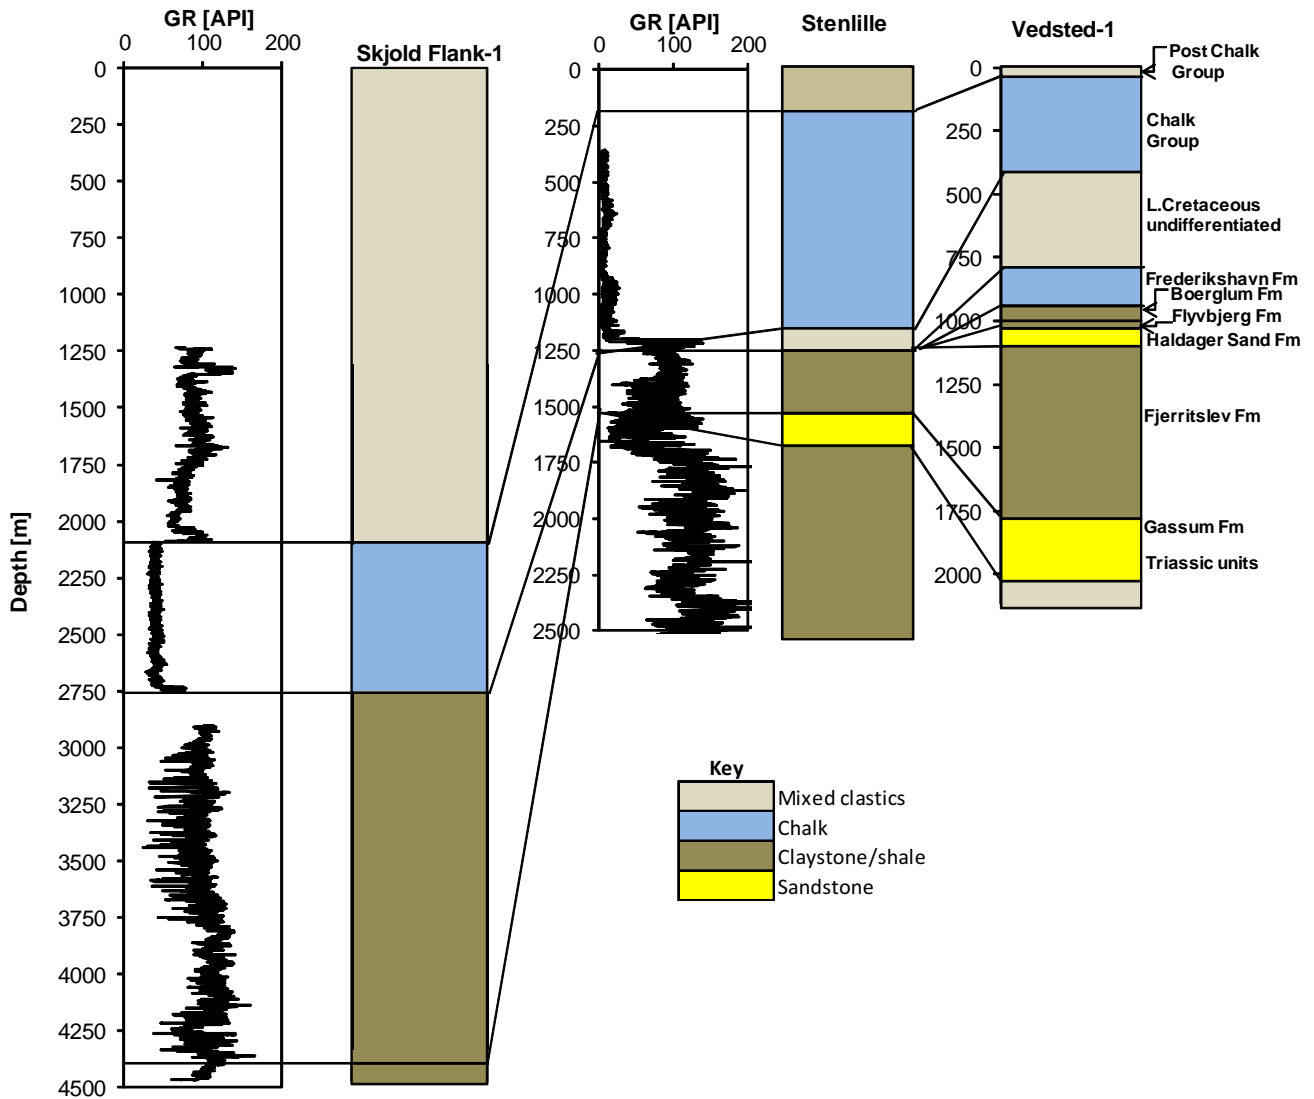 GR [API]
0 100 200
Skjold Flank-1
GR [API]
0 100 200
Stenlille
Vedsted-1
Depth [m]
0
250
500
750
1000
1250
1500
1750
2000
2250
2500
2750
3000
3250
3500
3750
4000
4250
4500
0
250
500
750
1000
1250
1500
1750
2000
2250
2500
0
250
500
750
1000
1250
1500
1750
2000
Post Chalk
Group
Chalk
Group
L.Cretaceous
undifferentiated
Frederikshavn Fm
Boerglum Fm
Flyvbjerg Fm
Haldager Sand Fm
Fjerritslev Fm
Gassum Fm
Triassic units
Key
Mixed clastics
Chalk
Claystone/shale
Sandstone